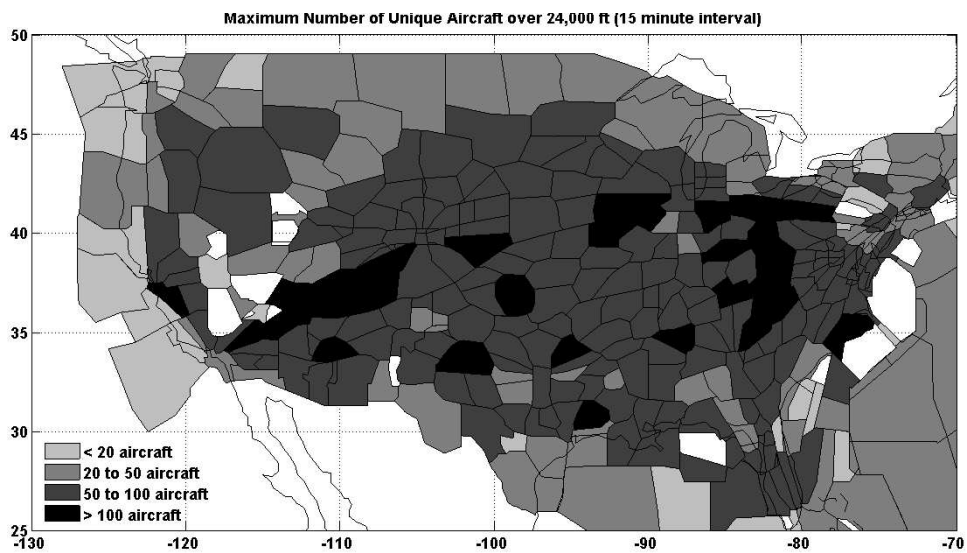 Maximum Number of Unique Aircraft over 24,000 ft (15 minute interval)
50
45
40
35
30
25
< 20 aircraft
20 to 50 aircraft
50 to 100 aircraft
> 100 aircraft
-130 -120 -110 -100 -90 -80 -70